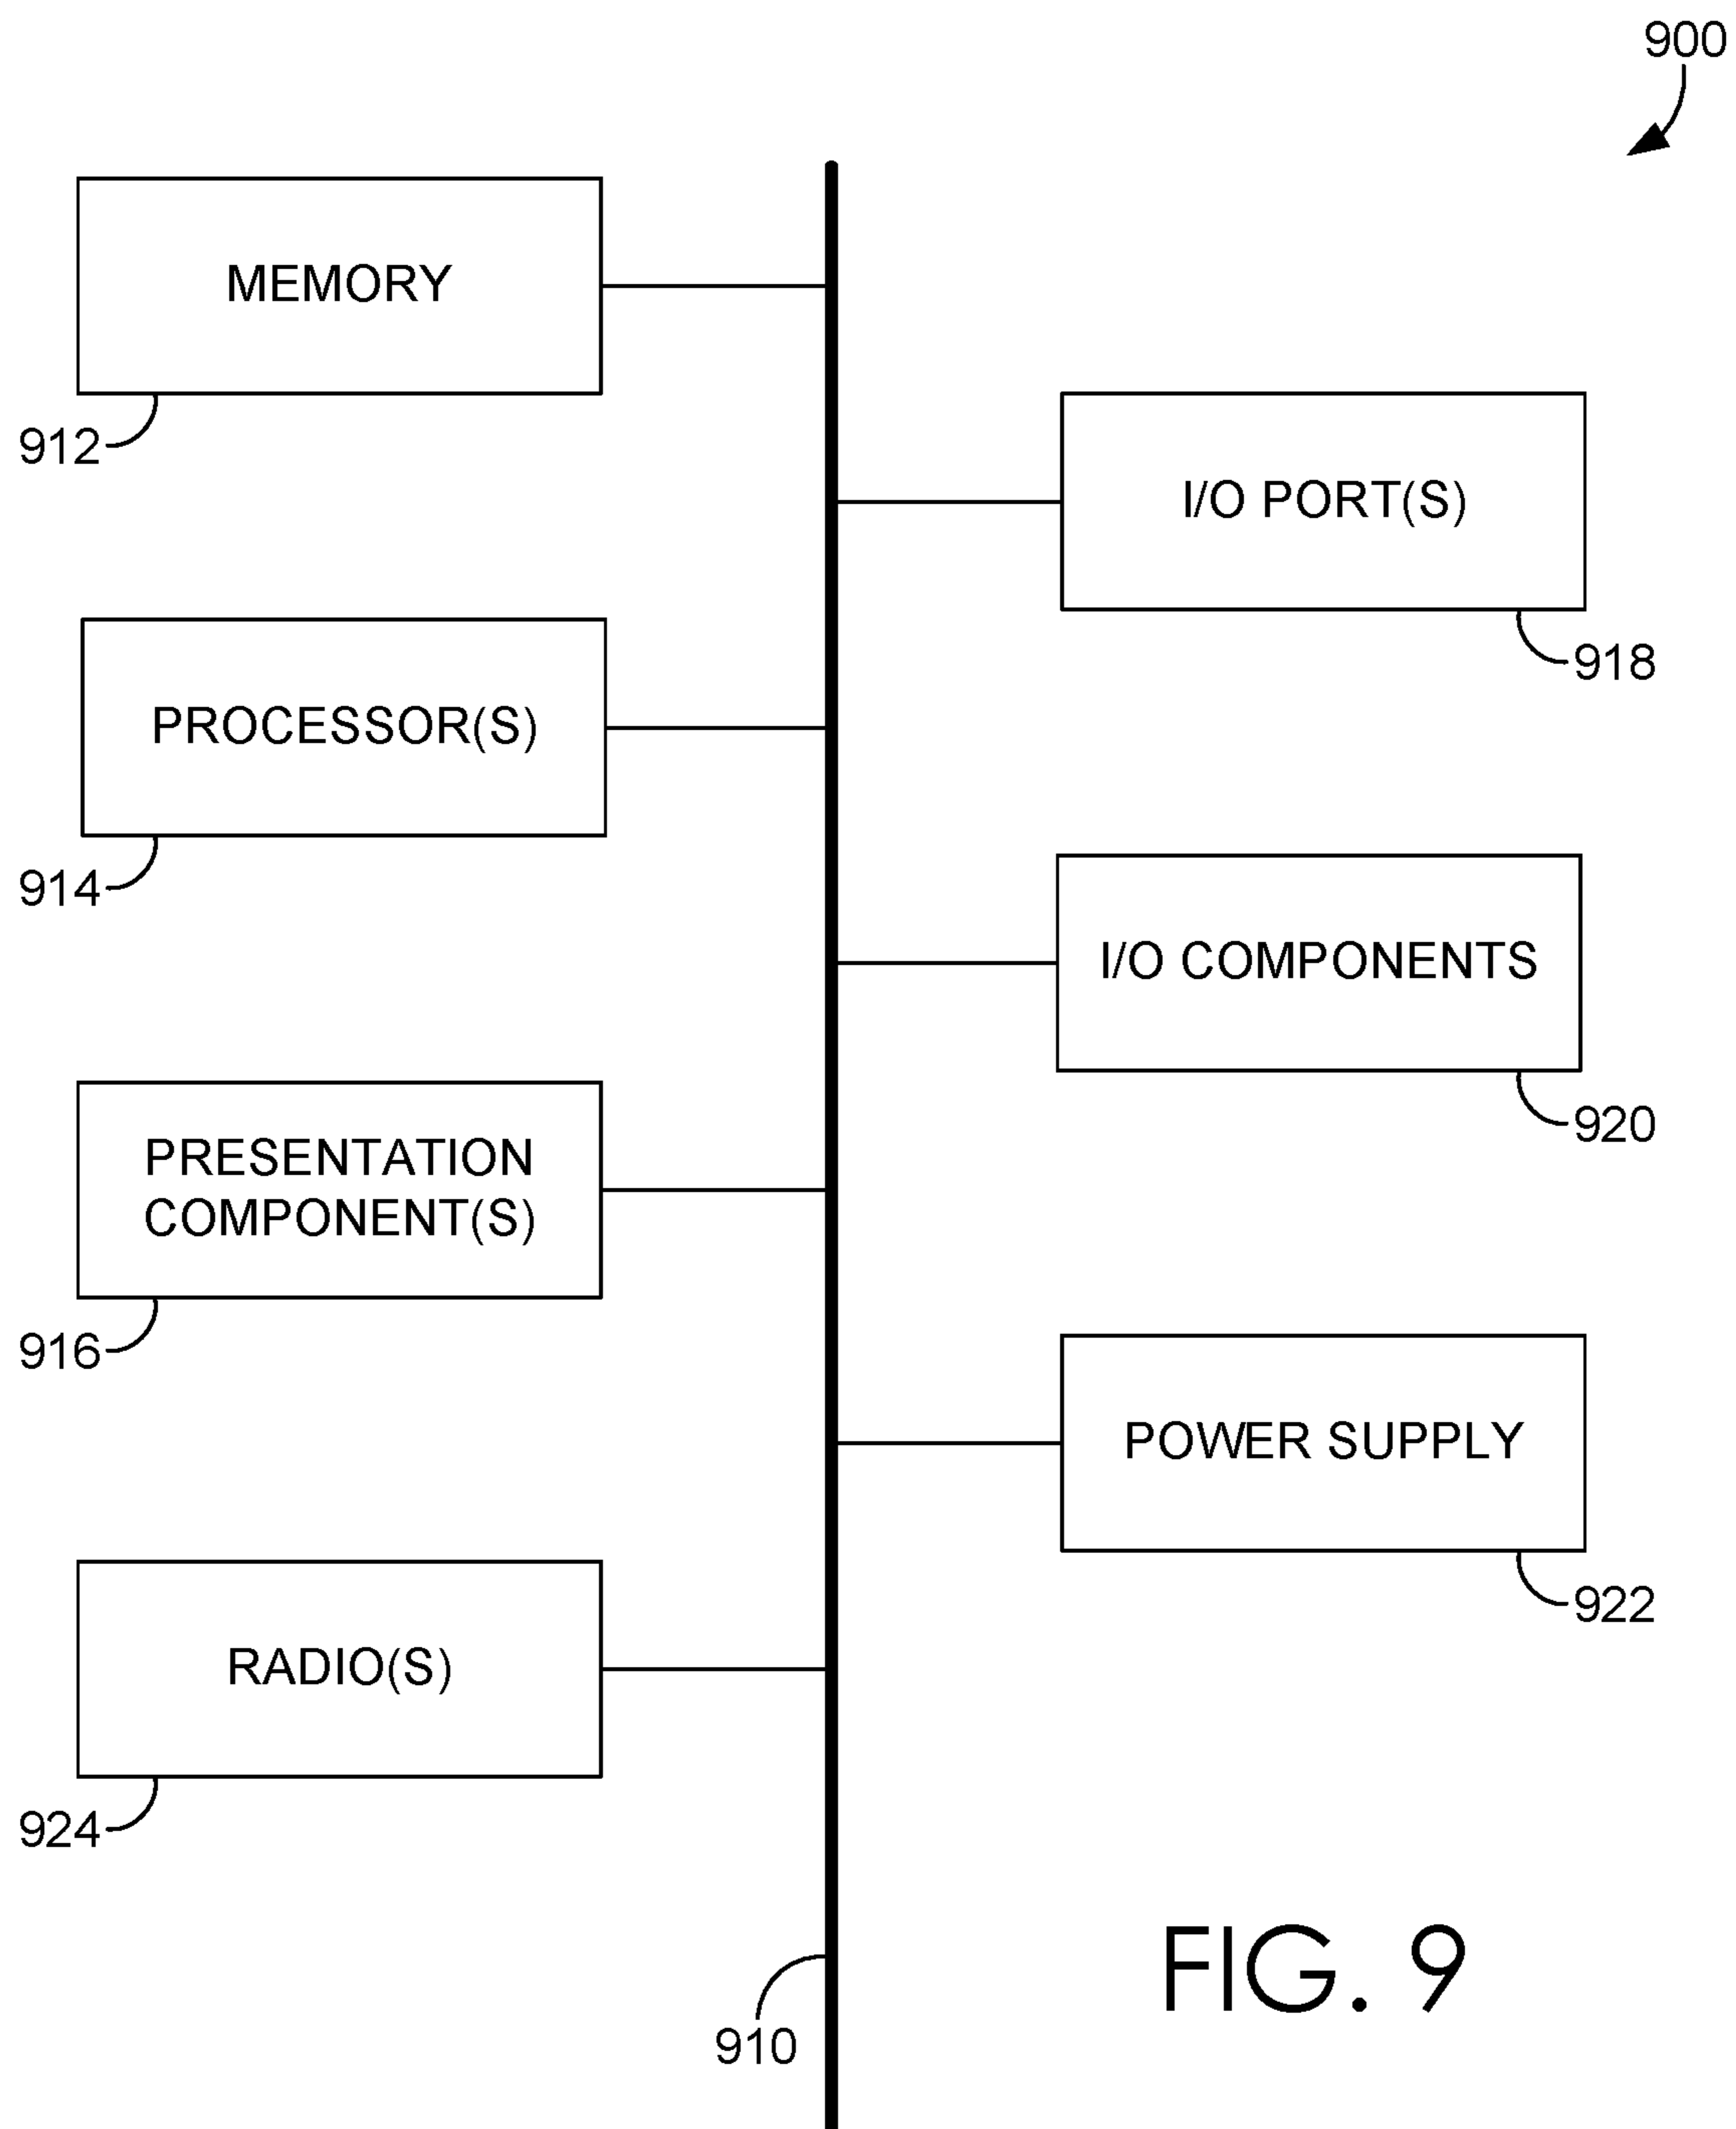 900
MEMORY
912
I/O PORT(S)
918
PROCESSOR(S)
914
I/O COMPONENTS
920
PRESENTATION
COMPONENT(S)
916
POWER SUPPLY
922
RADIO(S)
924
910
FIG. 9